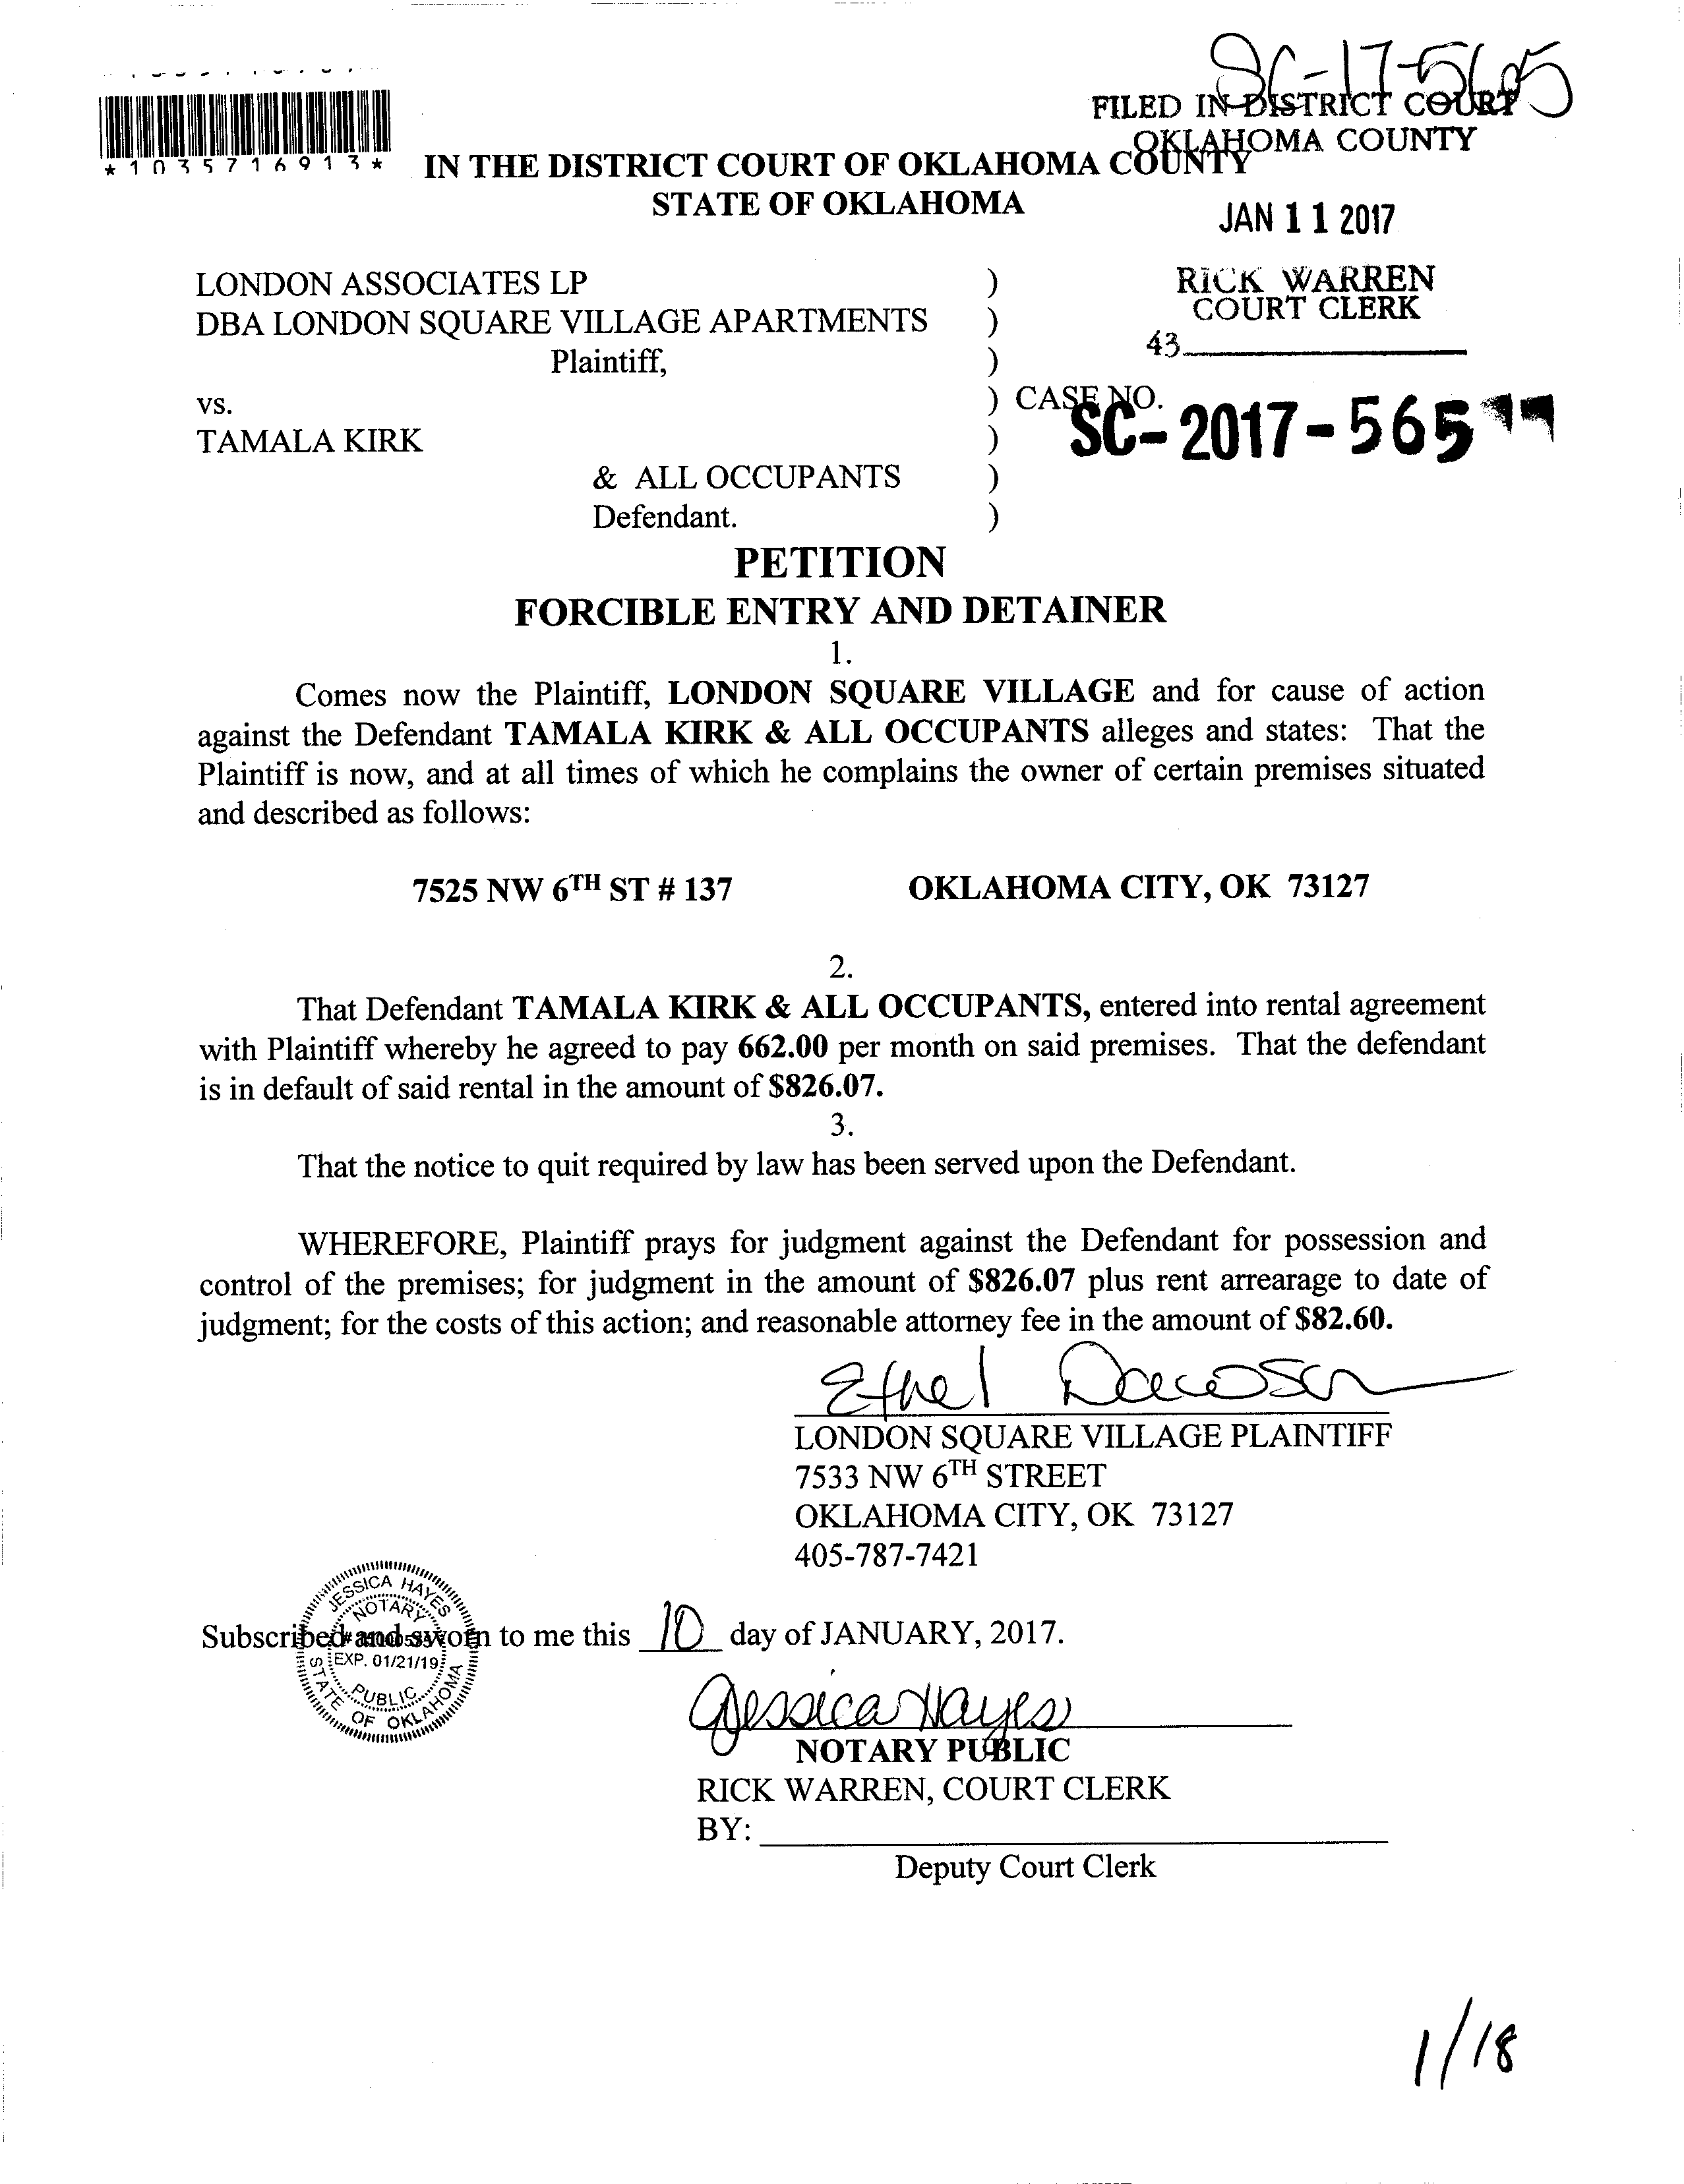 SC-17-565
FILED IN DISTRICT COURT
OKLAHOMA COUNTY
*1035716913*
IN THE DISTRICT COURT OF OKLAHOMA COUNTY
STATE OF OKLAHOMA
JAN 11 2017
LONDON ASSOCIATES LP )
RICK WARREN
COURT CLERK
DBA LONDON SQUARE VILLAGE APARTMENTS )
43
Plaintiff, )
vs. ) CASE NO.
SC-2017-565
TAMALA KIRK )
& ALL OCCUPANTS )
Defendant. )
PETITION
FORCIBLE ENTRY AND DETAINER
1.
Comes now the Plaintiff, LONDON SQUARE VILLAGE and for cause of action
against the Defendant TAMALA KIRK & ALL OCCUPANTS alleges and states: That the
Plaintiff is now, and at all times of which he complains the owner of certain premises situated
and described as follows:
7525 NW 6TH ST # 137 OKLAHOMA CITY, OK 73127
2.
That Defendant TAMALA KIRK & ALL OCCUPANTS, entered into rental agreement
with Plaintiff whereby he agreed to pay 662.00 per month on said premises. That the defendant
is in default of said rental in the amount of $826.07.
3.
That the notice to quit required by law has been served upon the Defendant.
WHEREFORE, Plaintiff prays for judgment against the Defendant for possession and
control of the premises; for judgment in the amount of $826.07 plus rent arrearage to date of
judgment; for the costs of this action; and reasonable attorney fee in the amount of $82.60.
Ethel Dacosa
LONDON SQUARE VILLAGE PLAINTIFF
7533 NW 6TH STREET
OKLAHOMA CITY, OK 73127
405-787-7421
JESSICA HAYES
NOTARY
EXP. 01/21/19
PUBLIC
STATE OF OKLAHOMA
Subscribed and sworn to me this 10 day of JANUARY, 2017.
Jessica Hayes
NOTARY PUBLIC
RICK WARREN, COURT CLERK
BY:
Deputy Court Clerk
1/18